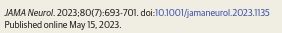 JAMA Neurol. 2023;80(7):693-701. doi:10.1001/jamaneurol.2023.1135
Published online May 15, 2023.